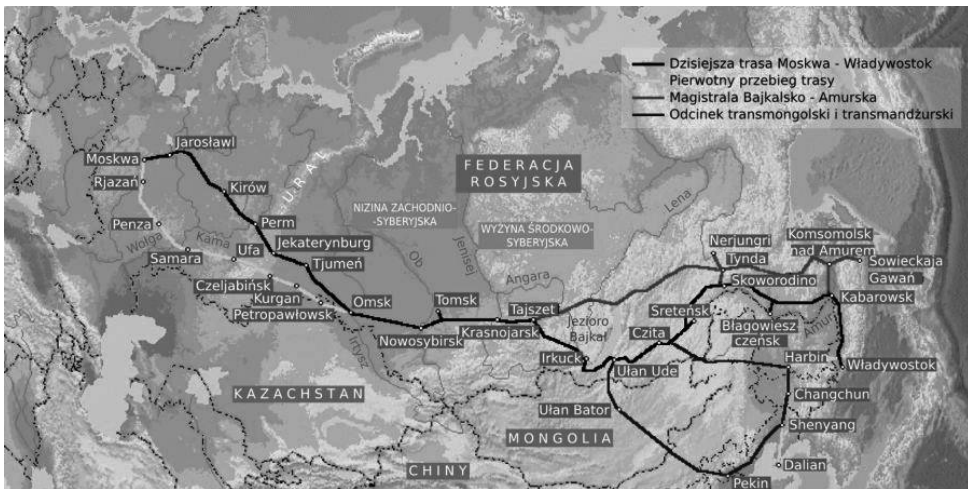 Dzisiejsza trasa Moskwa - Władywostok
Pierwotny przebieg trasy
Magistrala Bajkalsko - Amurska
Odcinek transmongolski i transmandżurski
Jarosławl
Moskwa
Rjazań
Kirów
URAL
FEDERACJA
ROSYJSKA
NIZINA ZACHODNIO-
-SYBERYJSKA
WYŻYNA ŚRODKOWO-
SYBERYJSKA
Lena
Penza
Perm
Wołga
Kama
Ufa
Jekaterynburg
Samara
Tjumeń
Ob
Jenisej
Angara
Nerjungri
Tynda
Komsomolsk
nad Amurem
Sowieckaja
Gawań
Czeljabińsk
Kurgan
Petropawłowsk
Omsk
Tomsk
Tajszet
Skoworodino
Kabarowsk
Sreteńsk
Krasnojarsk
Nowosybirsk
Jezioro
Bajkał
Błagowiesz
czeńsk
Amur
Irtysz
Czita
Irkuck
Ułan Ude
Harbin
Władywostok
KAZACHSTAN
Changchun
Ułan Bator
Shenyang
MONGOLIA
CHINY
Dalian
Pekin